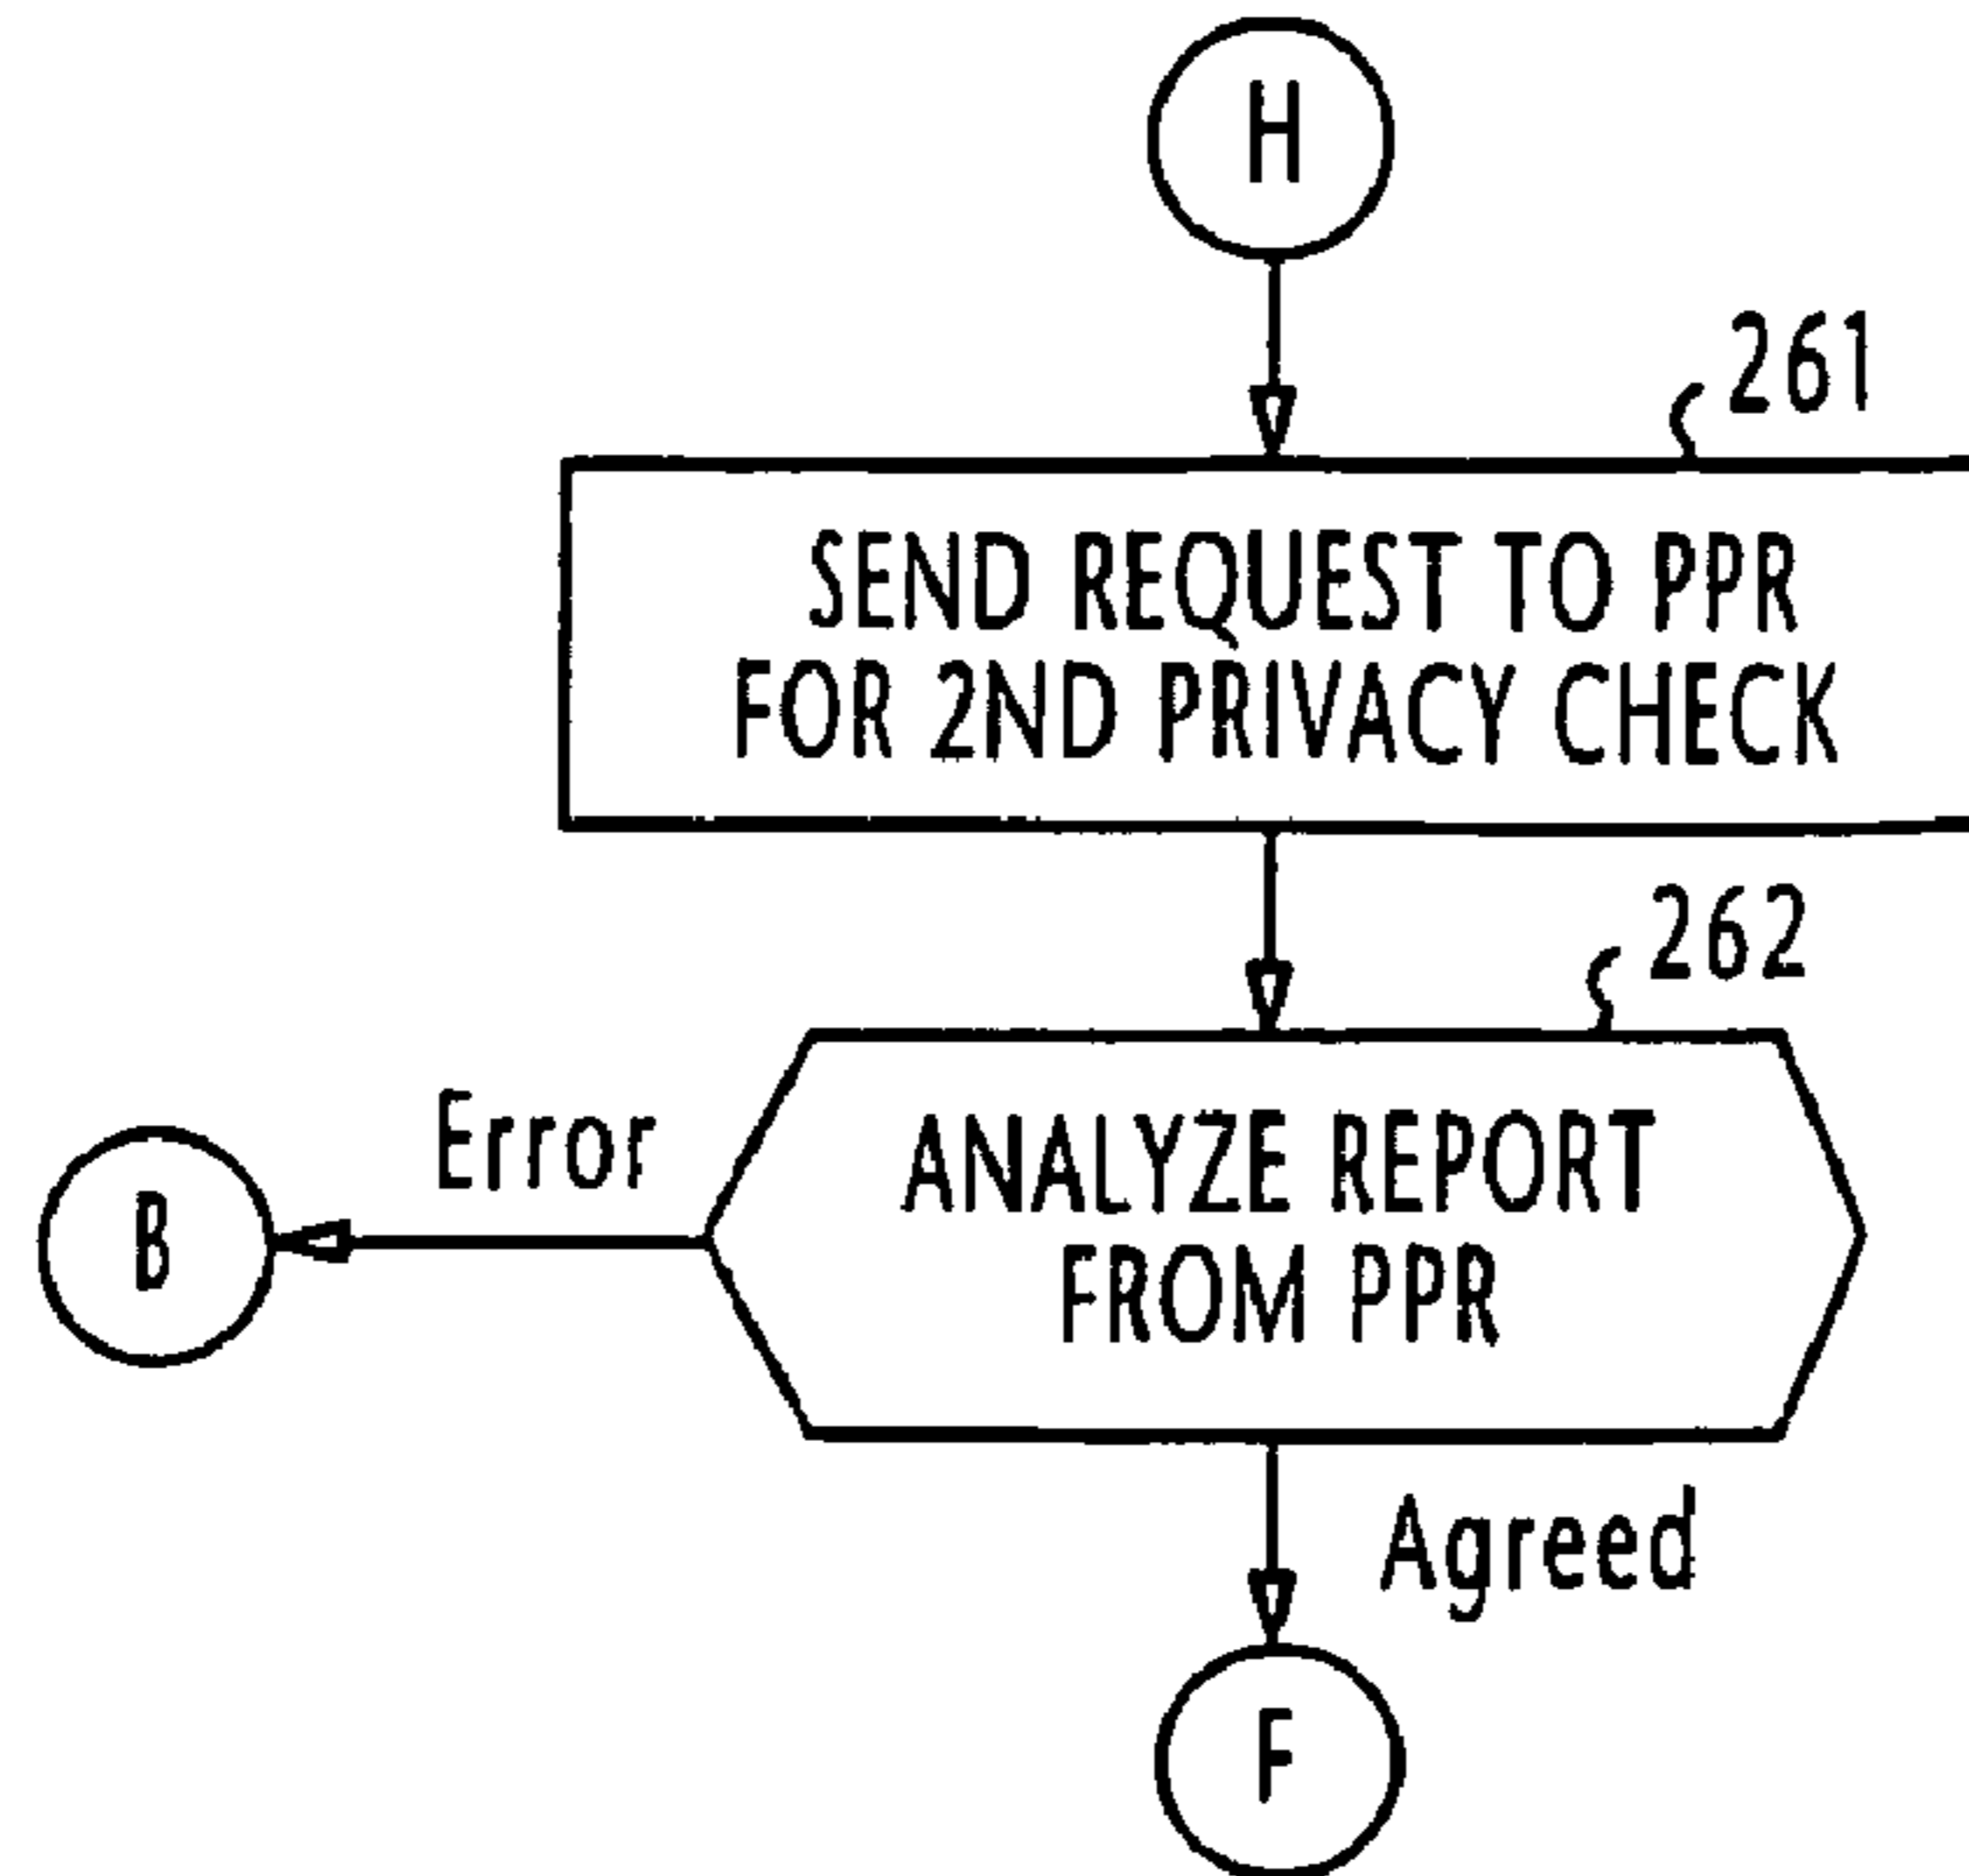 H
261
SEND REQUEST TO PPR
FOR 2ND PRIVACY CHECK
262
Error
ANALYZE REPORT
FROM PPR
B
Agreed
F